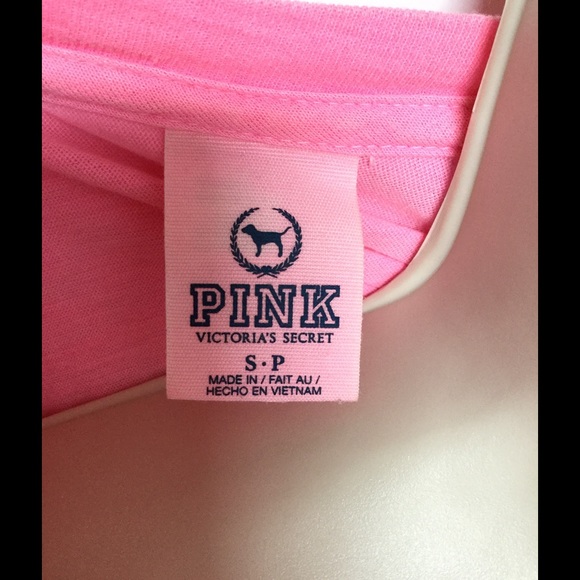 PINK
VICTORIA'S SECRET
S·P
MADE IN / FAIT AU /
HECHO EN VIETNAM